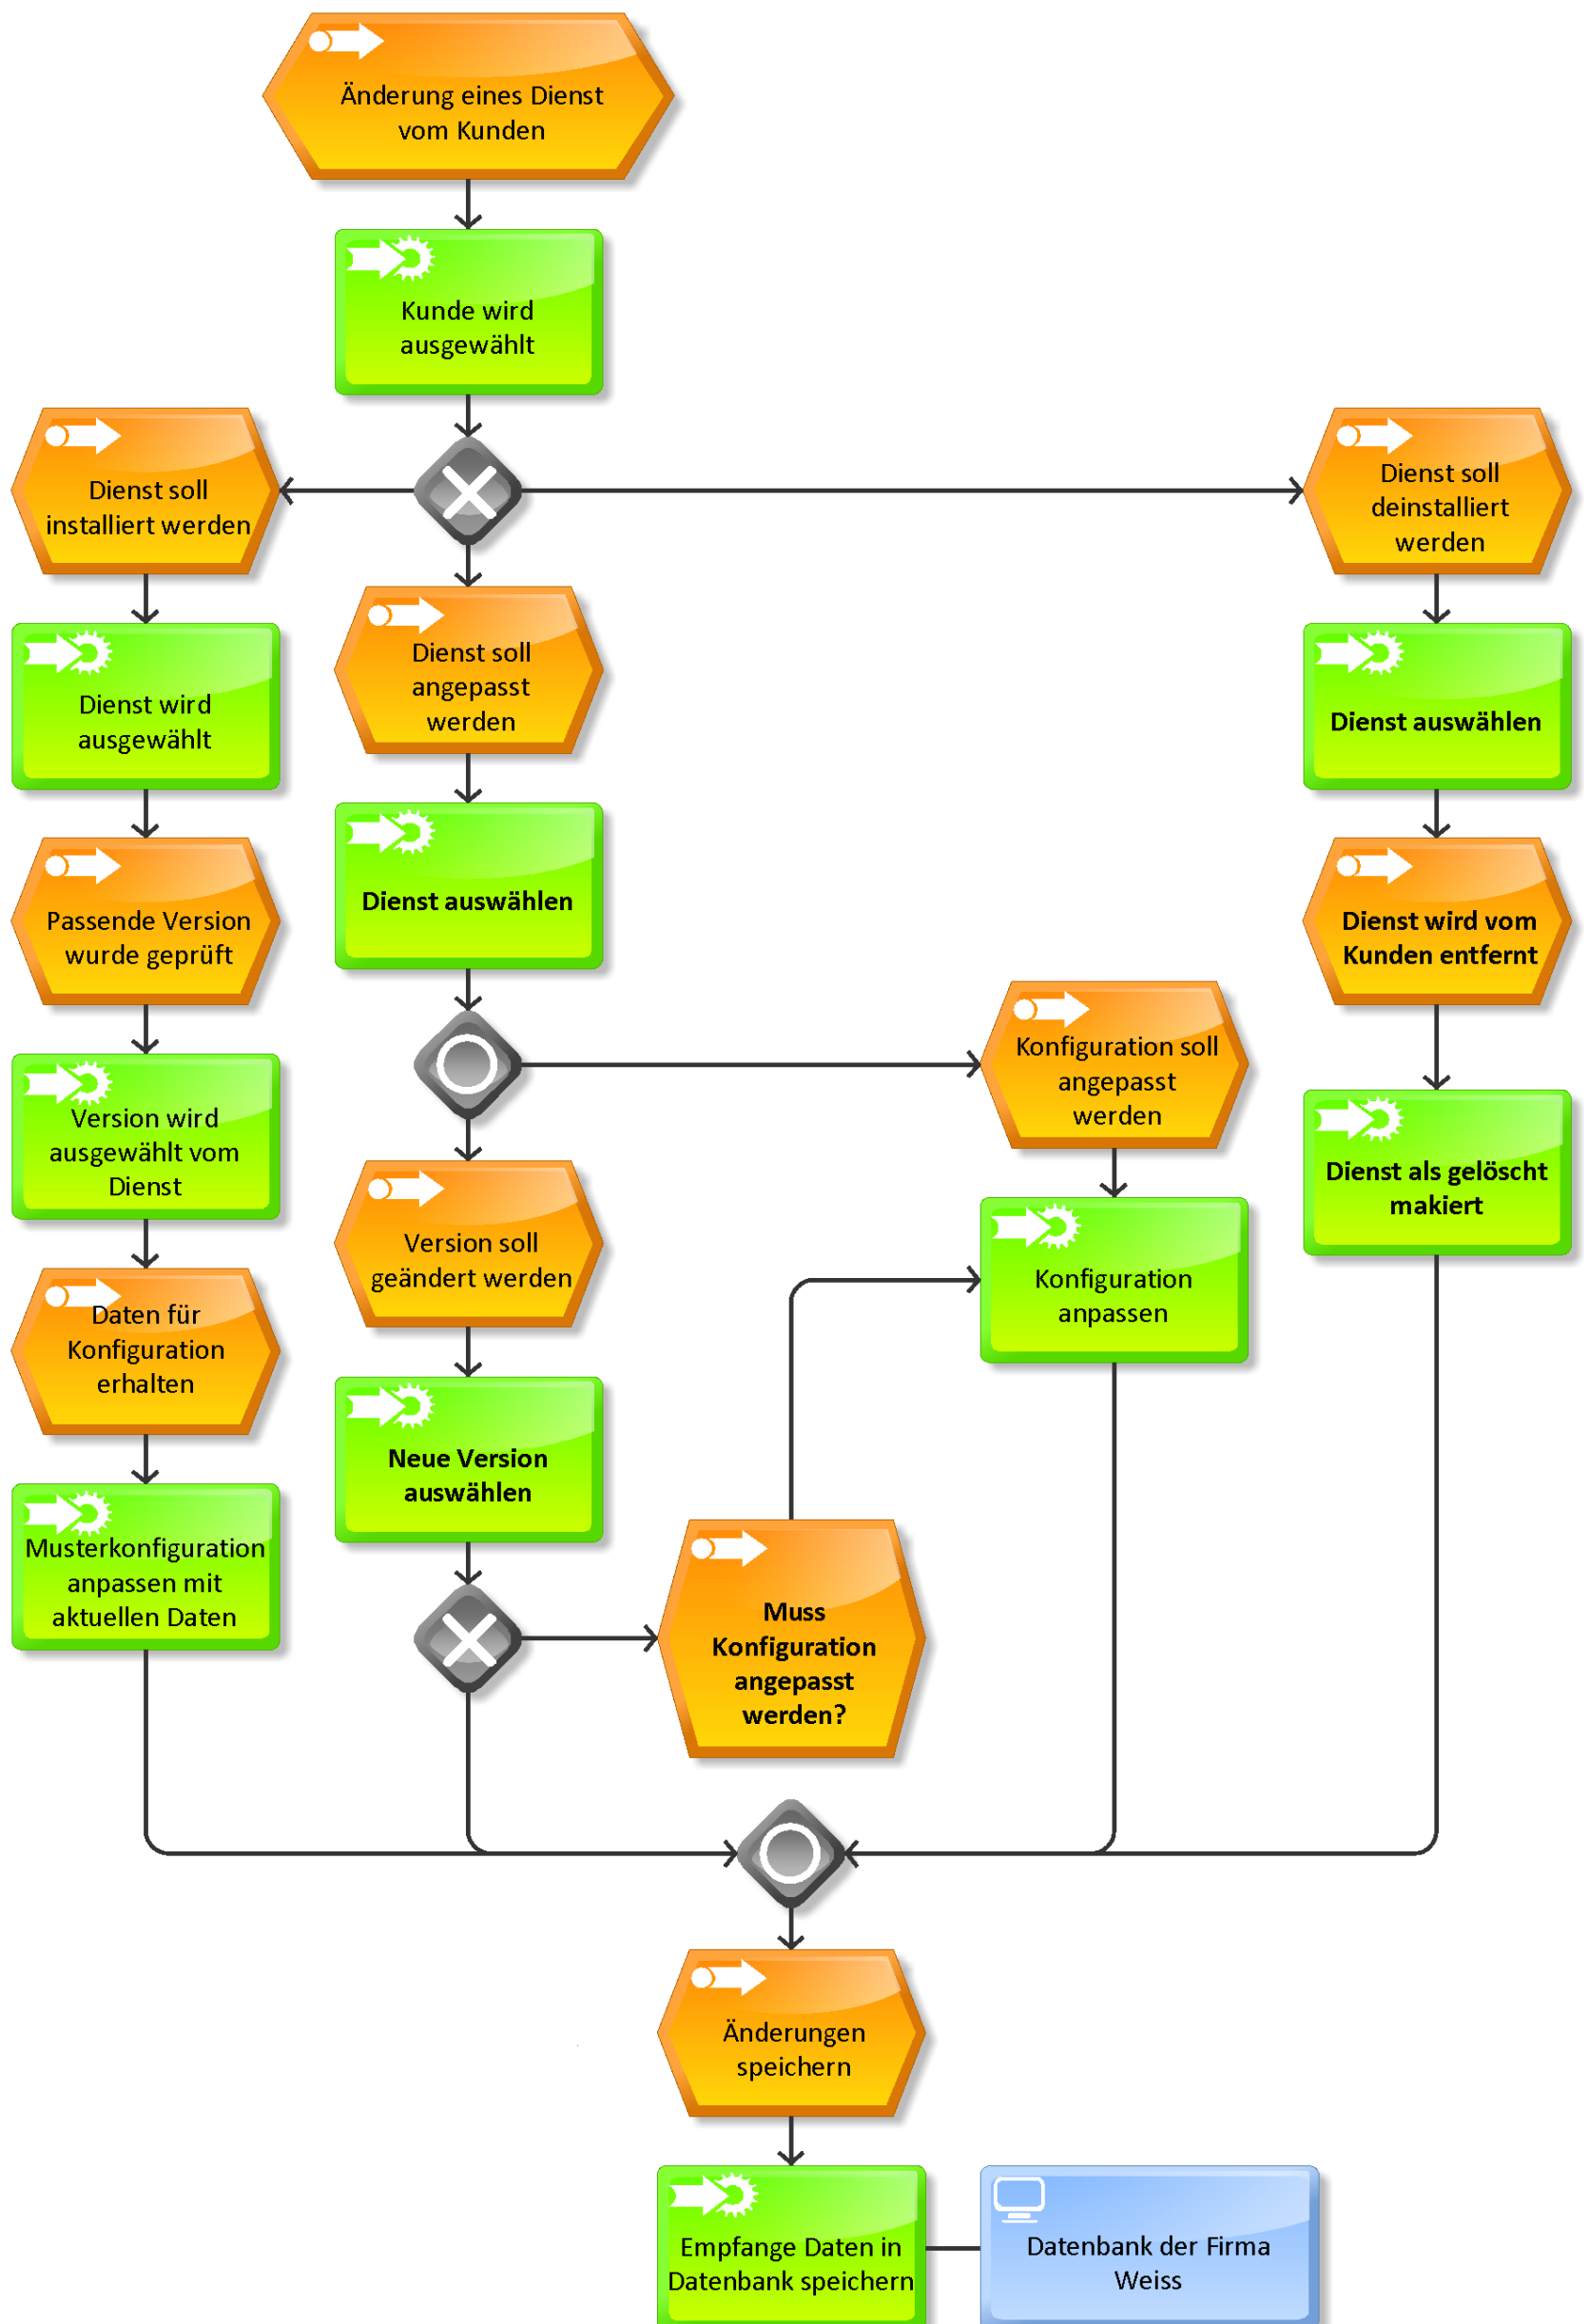 Änderung eines Dienst
vom Kunden
Kunde wird
ausgewählt
Dienst soll
installiert werden
Dienst soll
deinstalliert
werden
Dienst soll
angepasst
werden
Dienst wird
ausgewählt
Dienst auswählen
Dienst auswählen
Passende Version
wurde geprüft
Dienst wird vom
Kunden entfernt
Konfiguration soll
angepasst
werden
Version wird
ausgewählt vom
Dienst
Dienst als gelöscht
makiert
Version soll
geändert werden
Konfiguration
anpassen
Daten für
Konfiguration
erhalten
Neue Version
auswählen
Musterkonfiguration
anpassen mit
aktuellen Daten
Muss
Konfiguration
angepasst
werden?
Änderungen
speichern
Empfange Daten in
Datenbank speichern
Datenbank der Firma
Weiss